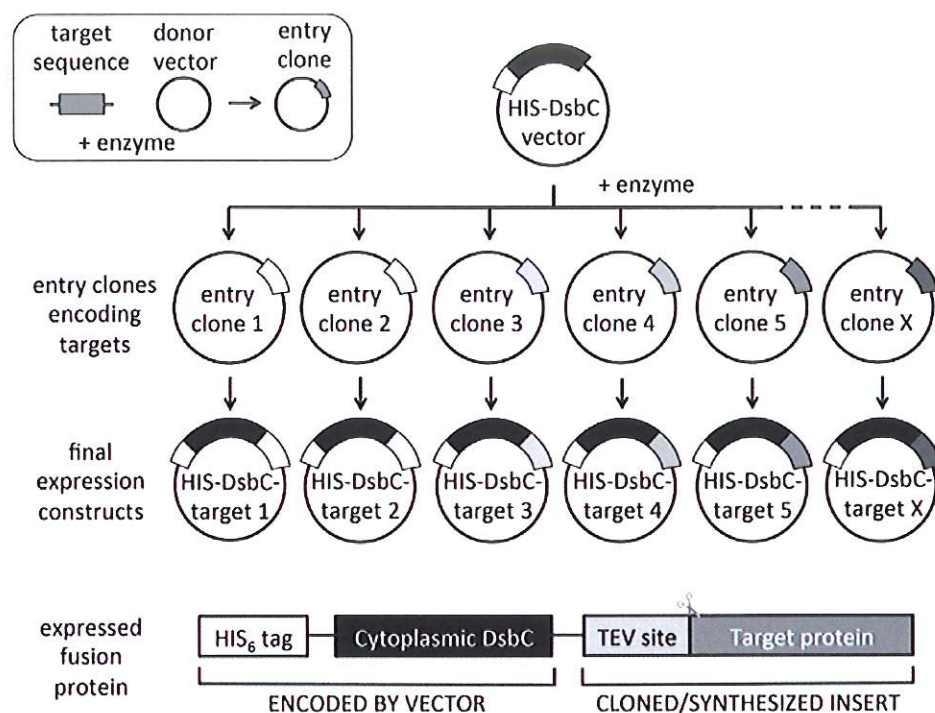 target
sequence
donor
vector
entry
clone
+ enzyme
HIS-DsbC
vector
+ enzyme
entry clones
encoding
targets
entry
clone 1
entry
clone 2
entry
clone 3
entry
clone 4
entry
clone 5
entry
clone X
final
expression
constructs
HIS-DsbC-
target 1
HIS-DsbC-
target 2
HIS-DsbC-
target 3
HIS-DsbC-
target 4
HIS-DsbC-
target 5
HIS-DsbC-
target X
expressed
fusion
protein
HIS₆ tag
Cytoplasmic DsbC
TEV site
Target protein
ENCODED BY VECTOR
CLONED/SYNTHESIZED INSERT